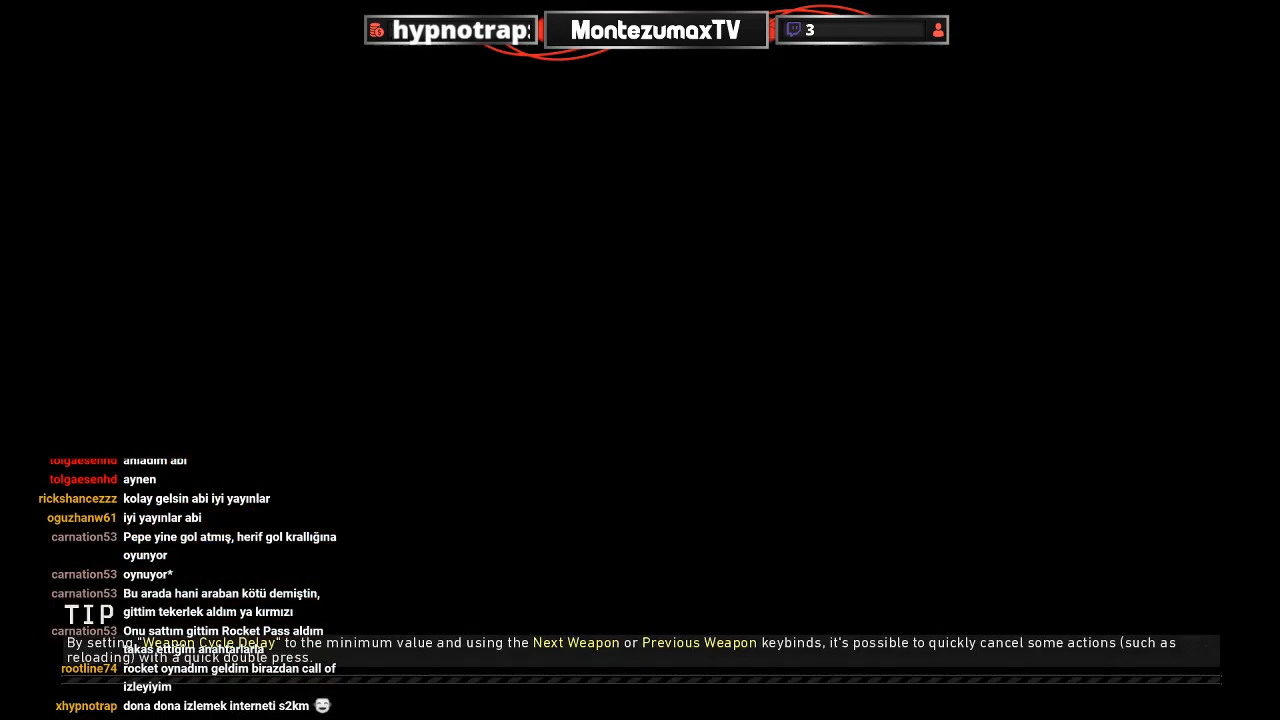 hypnotrap:
MontezumaxTV
3
tolgaesenhd anladım abi
tolgaesenhd aynen
rickshancezzz kolay gelsin abi iyi yayınlar
oguzhanw61 iyi yayınlar abi
carnation53 Pepe yine gol atmış, herif gol krallığına
oyunyor
carnation53 oynuyor*
carnation53 Bu arada hani araban kötü demiştin,
gittim tekerlek aldım ya kırmızı
TIP
carnation53 Onu sattım gittim Rocket Pass aldım
takas ettiğim anahtarlarla
By setting "Weapon Cycle Delay" to the minimum value and using the Next Weapon or Previous Weapon keybinds, it's possible to quickly cancel some actions (such as
reloading) with a quick double press.
rootline74 rocket oynadım geldim birazdan call of
izleyiyim
xhypnotrap dona dona izlemek interneti s2km